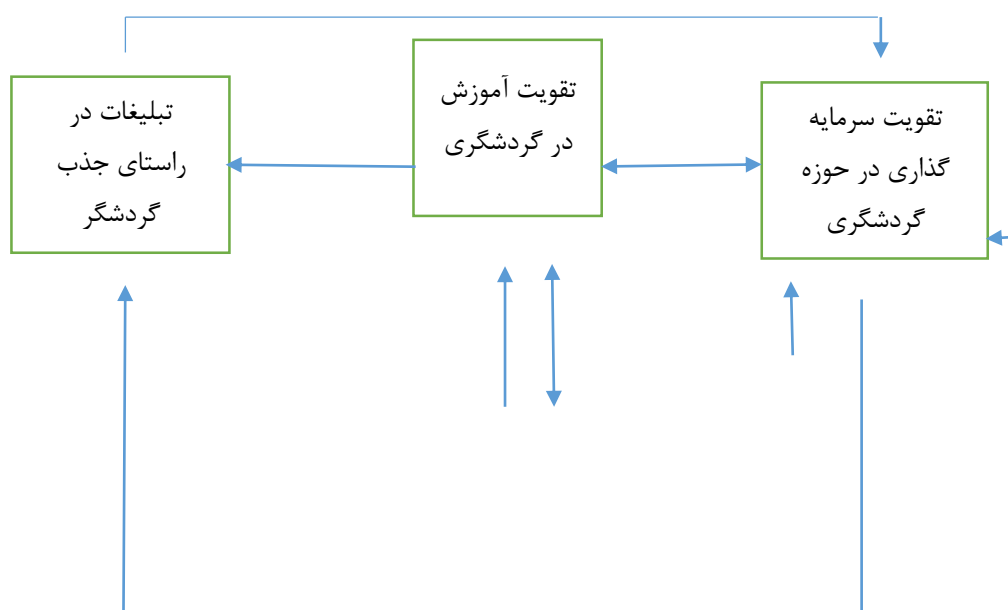 تقویت سرمایه
گذاری در حوزه
گردشگری
تقویت آموزش
در گردشگری
تبلیغات در
راستای جذب
گردشگر